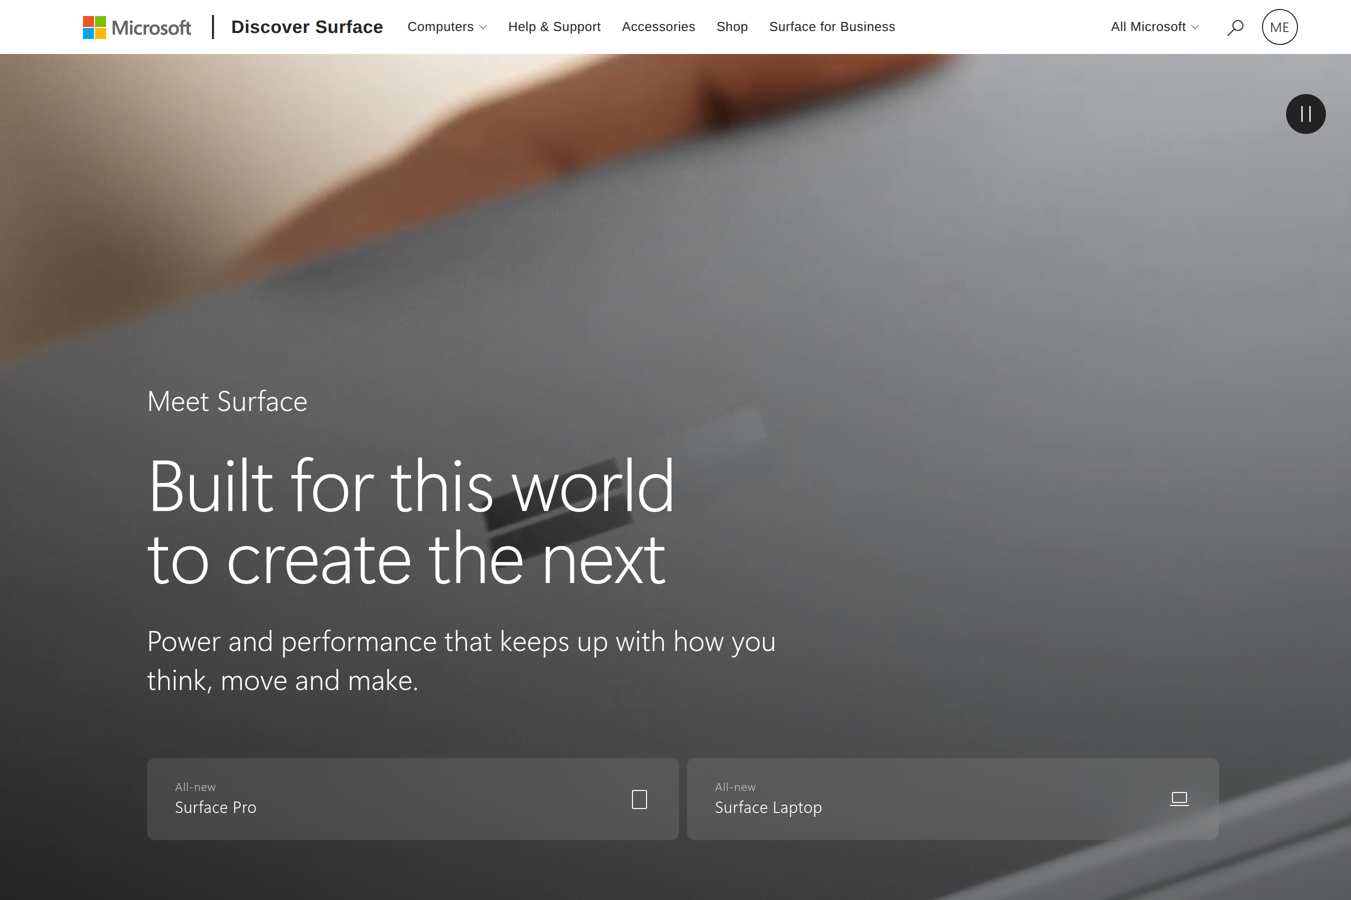 Microsoft
Discover Surface
Computers
Help & Support
Accessories
Shop
Surface for Business
All Microsoft
ME
Meet Surface
Built for this world
to create the next
Power and performance that keeps up with how you
think, move and make.
All-new
Surface Pro
All-new
Surface Laptop